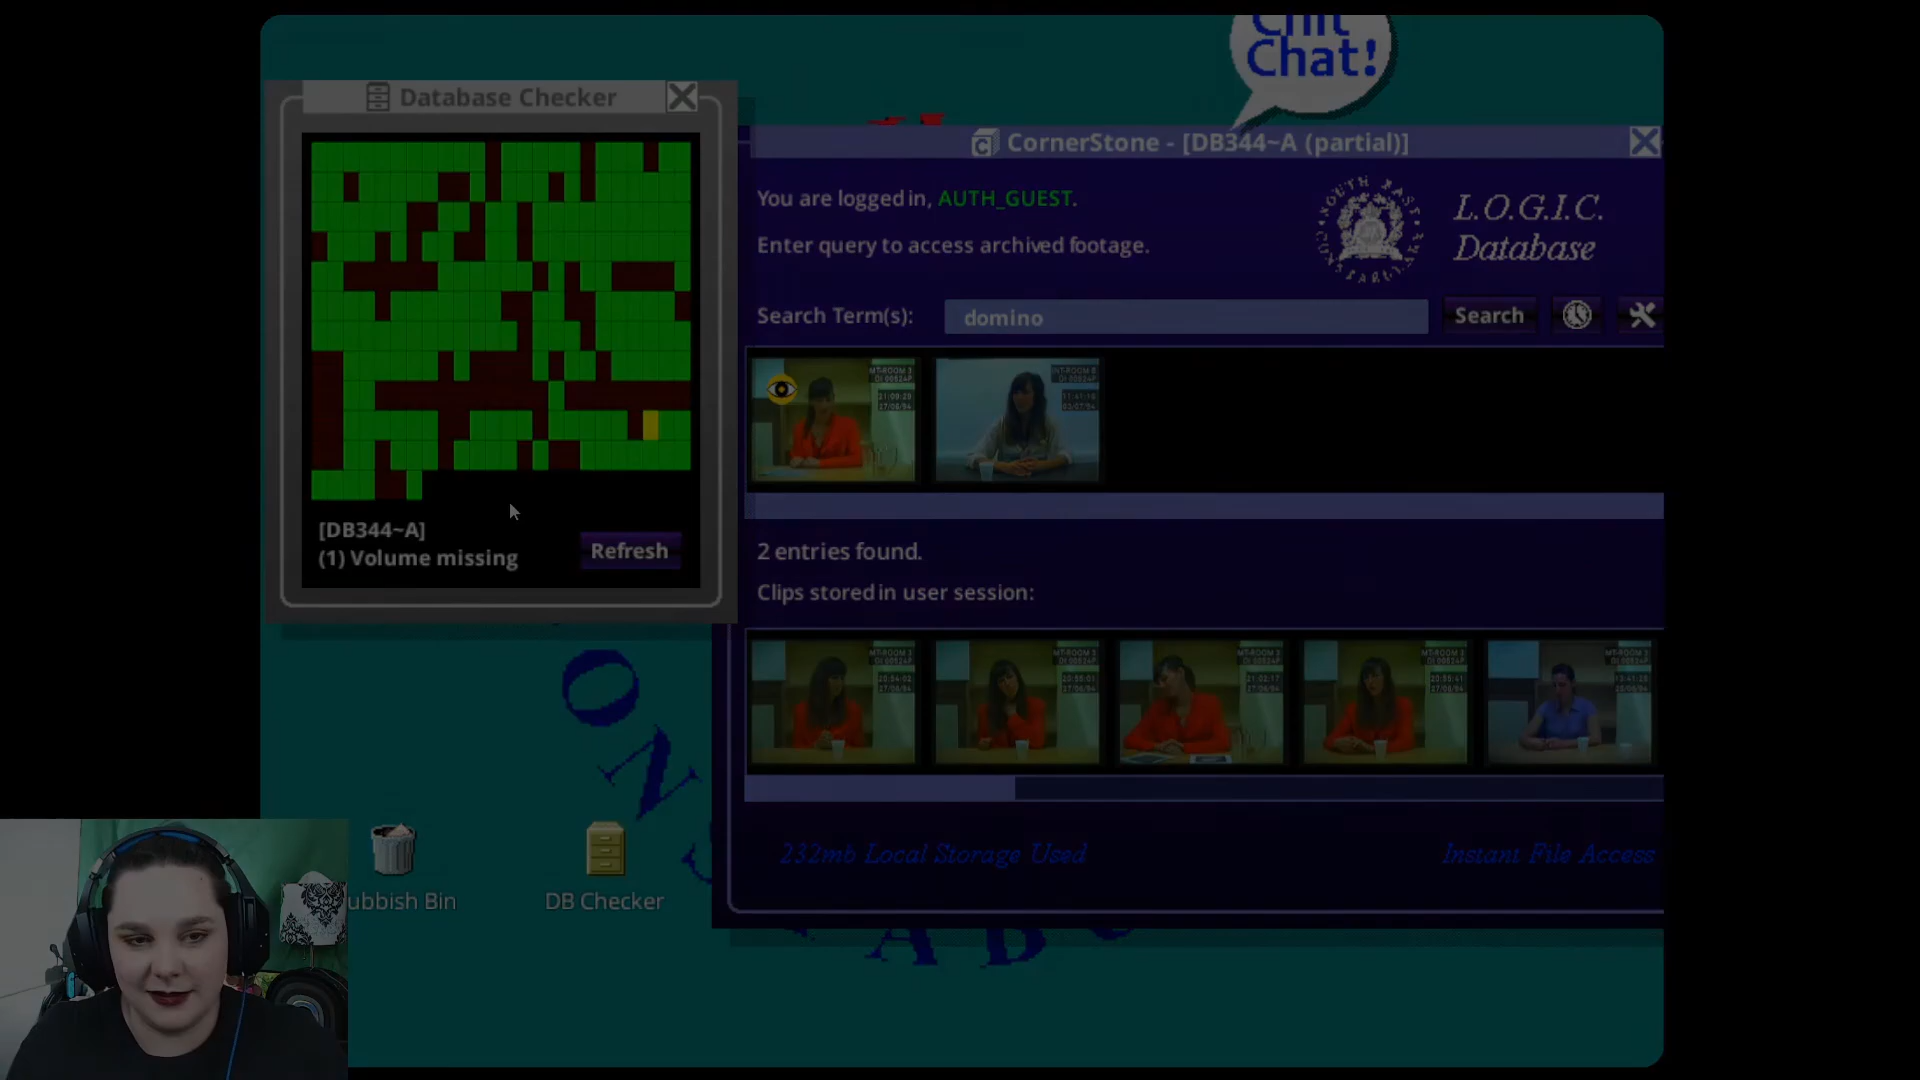 Chit
Chat!
Database Checker
CornerStone - [DB344~A (partial)]
You are logged in, AUTH_GUEST.
Enter query to access archived footage.
L.O.G.I.C.
Database
Search Term(s):
domino
Search
[DB344~A]
(1) Volume missing
Refresh
2 entries found.
Clips stored in user session:
232mb Local Storage Used
Instant File Access
ubbish Bin
DB Checker